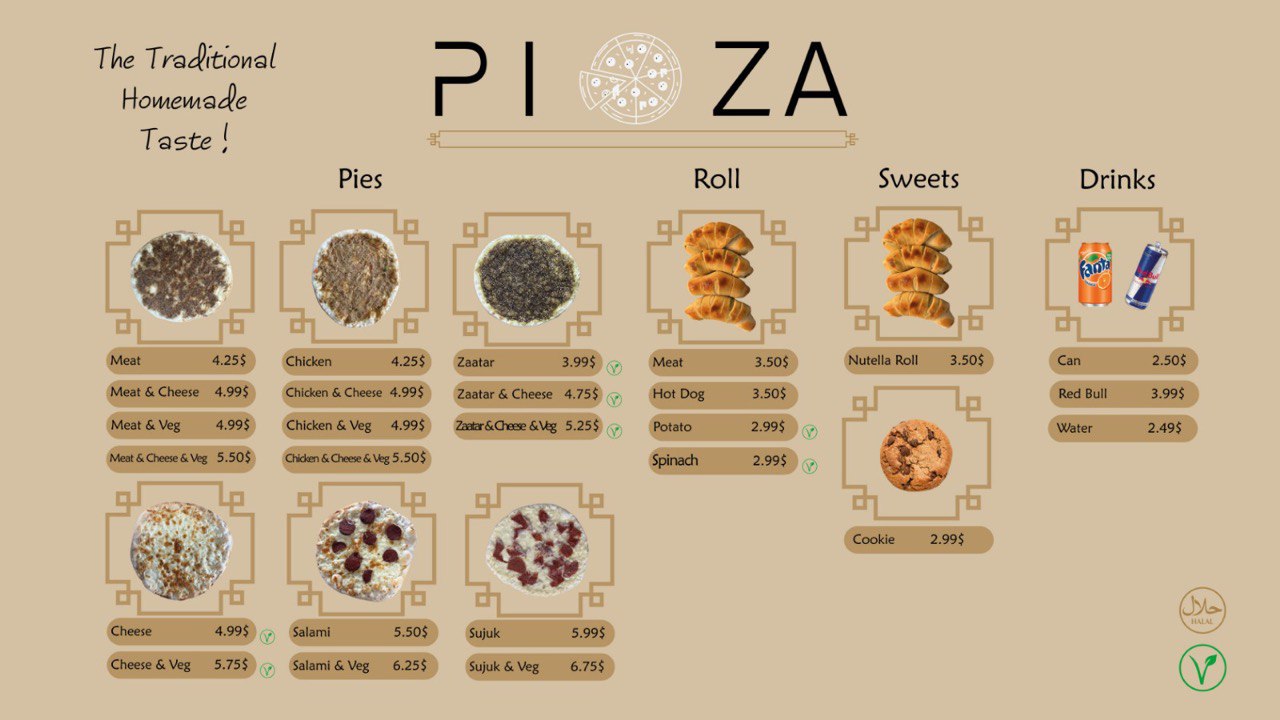 The Traditional
Homemade
Taste !
PI ZA
Pies
Meat 4.25$
Meat & Cheese 4.99$
Meat & Veg 4.99$
Meat & Cheese & Veg 5.50$
Chicken 4.25$
Chicken & Cheese 4.99$
Chicken & Veg 4.99$
Chicken & Cheese & Veg 5.50$
Zaatar 3.99$
Zaatar & Cheese 4.75$
Zaatar & Cheese & Veg 5.25$
Cheese 4.99$
Cheese & Veg 5.75$
Salami 5.50$
Salami & Veg 6.25$
Sujuk 5.99$
Sujuk & Veg 6.75$
Roll
Meat 3.50$
Hot Dog 3.50$
Potato 2.99$
Spinach 2.99$
Sweets
Nutella Roll 3.50$
Cookie 2.99$
Drinks
Fanta
Can 2.50$
Red Bull 3.99$
Water 2.49$
حلال
HALAL
V